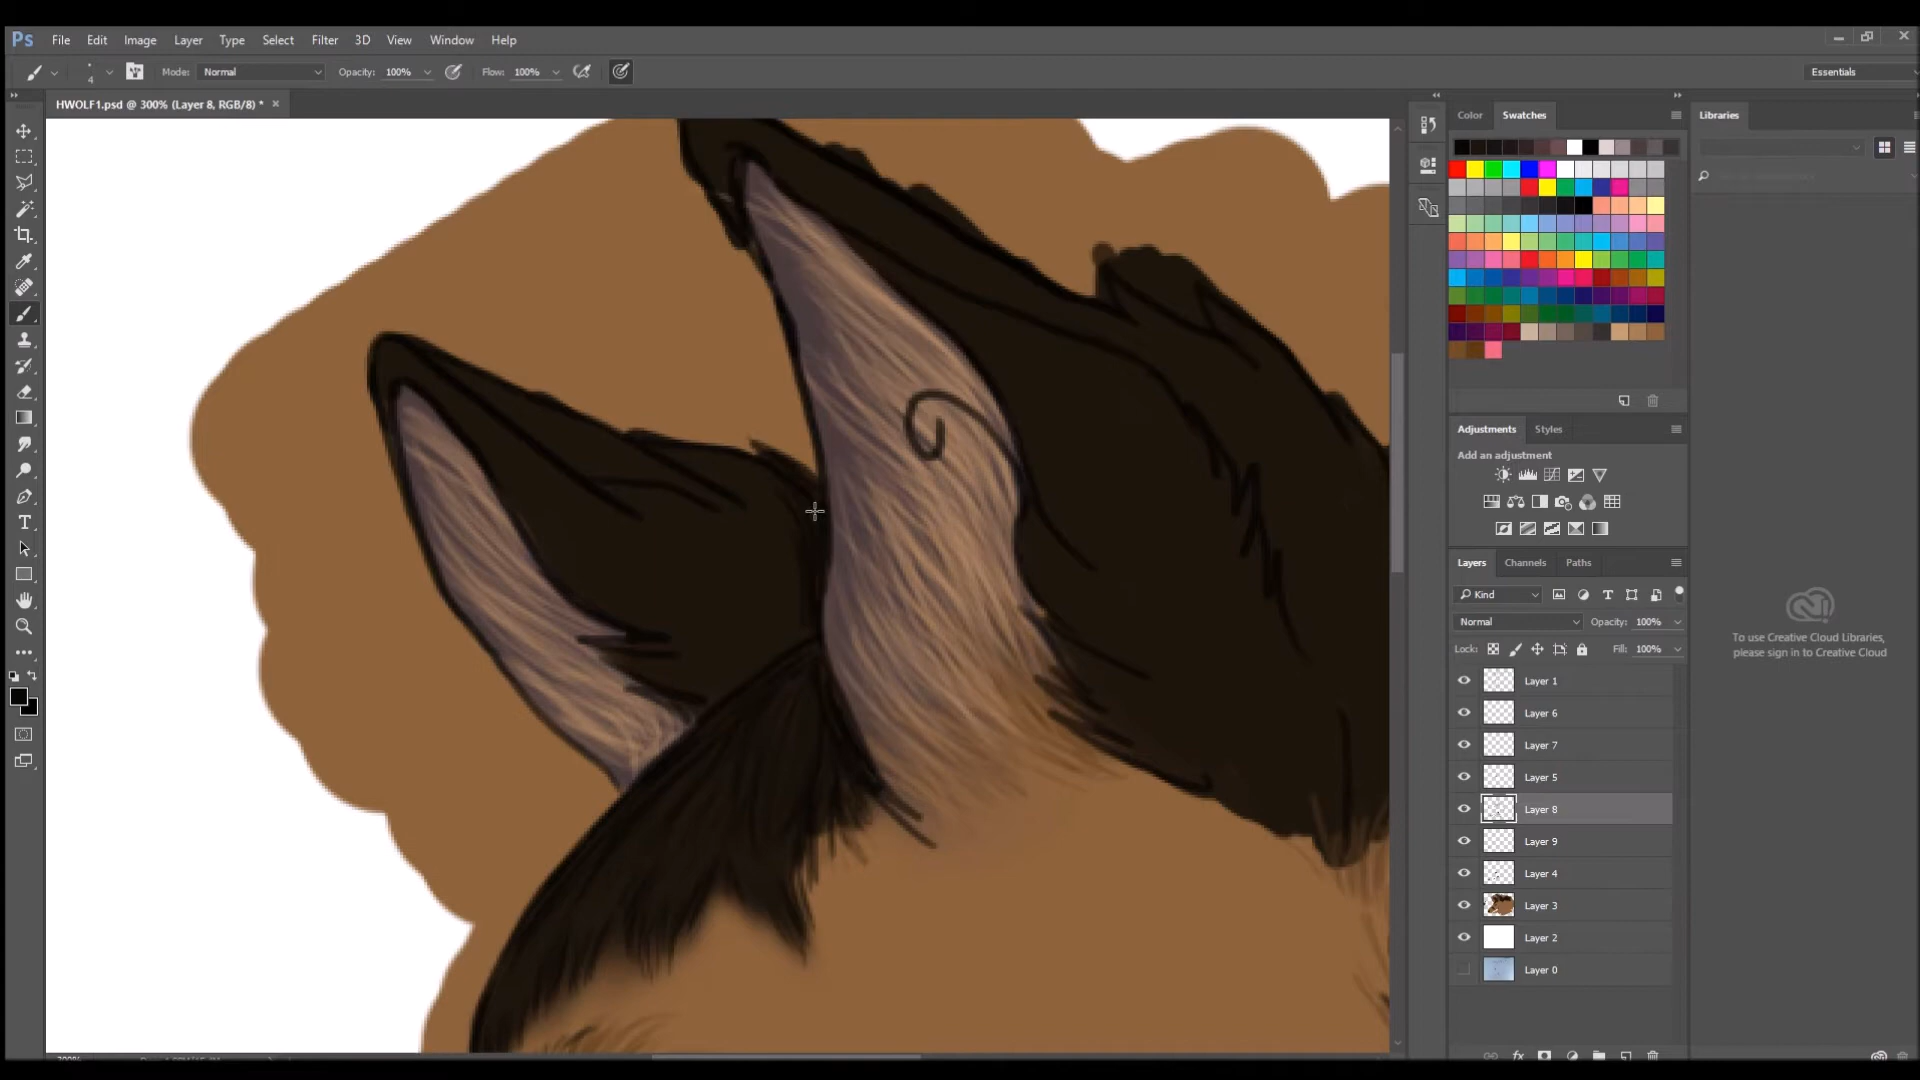 Ps File Edit Image Layer Type Select Filter 3D View Window Help
4 Mode: Normal Opacity: 100% Flow: 100% Essentials
HWOLF1.psd @ 300% (Layer 8, RGB/8) * ×
Color Swatches Libraries
Adjustments Styles
Add an adjustment
Layers Channels Paths
Kind
Normal Opacity: 100%
Lock: Fill: 100%
Layer 1
Layer 6
Layer 7
Layer 5
Layer 8
Layer 9
Layer 4
Layer 3
Layer 2
Layer 0
To use Creative Cloud Libraries,
please sign in to Creative Cloud